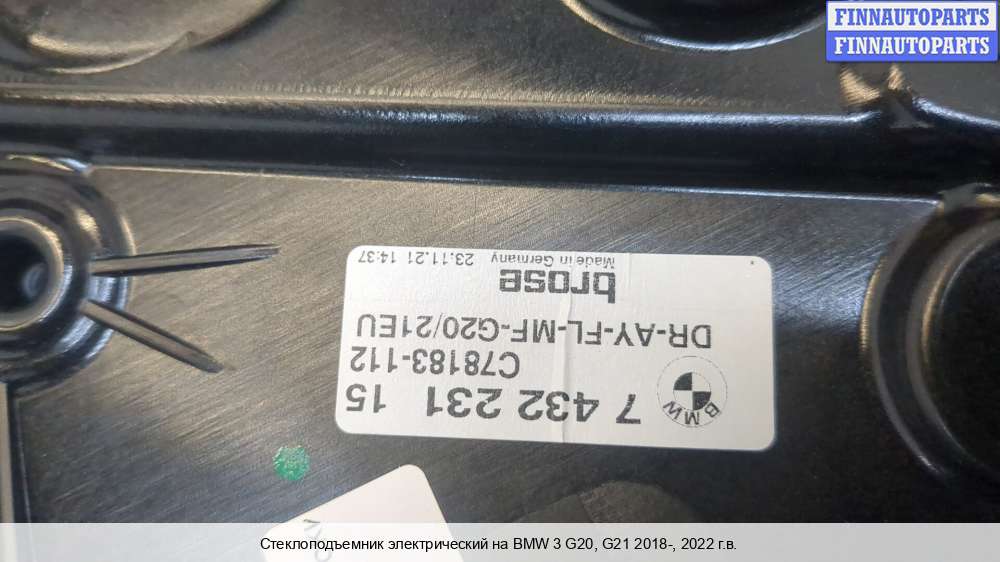 FINNAUTOPARTS
FINNAUTOPARTS
BMW
7 432 231 15
C78183-112
DR-AY-FL-MF-G20/21EU
brose
Made in Germany 23.11.21 14:37
Стеклоподъемник электрический на BMW 3 G20, G21 2018-, 2022 г.в.